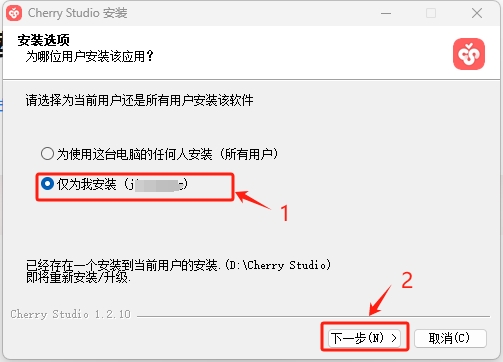 Cherry Studio 安装
安装选项
为哪位用户安装该应用？
请选择为当前用户还是所有用户安装该软件
为使用这台电脑的任何人安装（所有用户）
仅为我安装（j )
1
已经存在一个安装到当前用户的安装.(D:\Cherry Studio)
即将重新安装/升级.
2
Cherry Studio 1.2.10
下一步(N) > 取消(C)